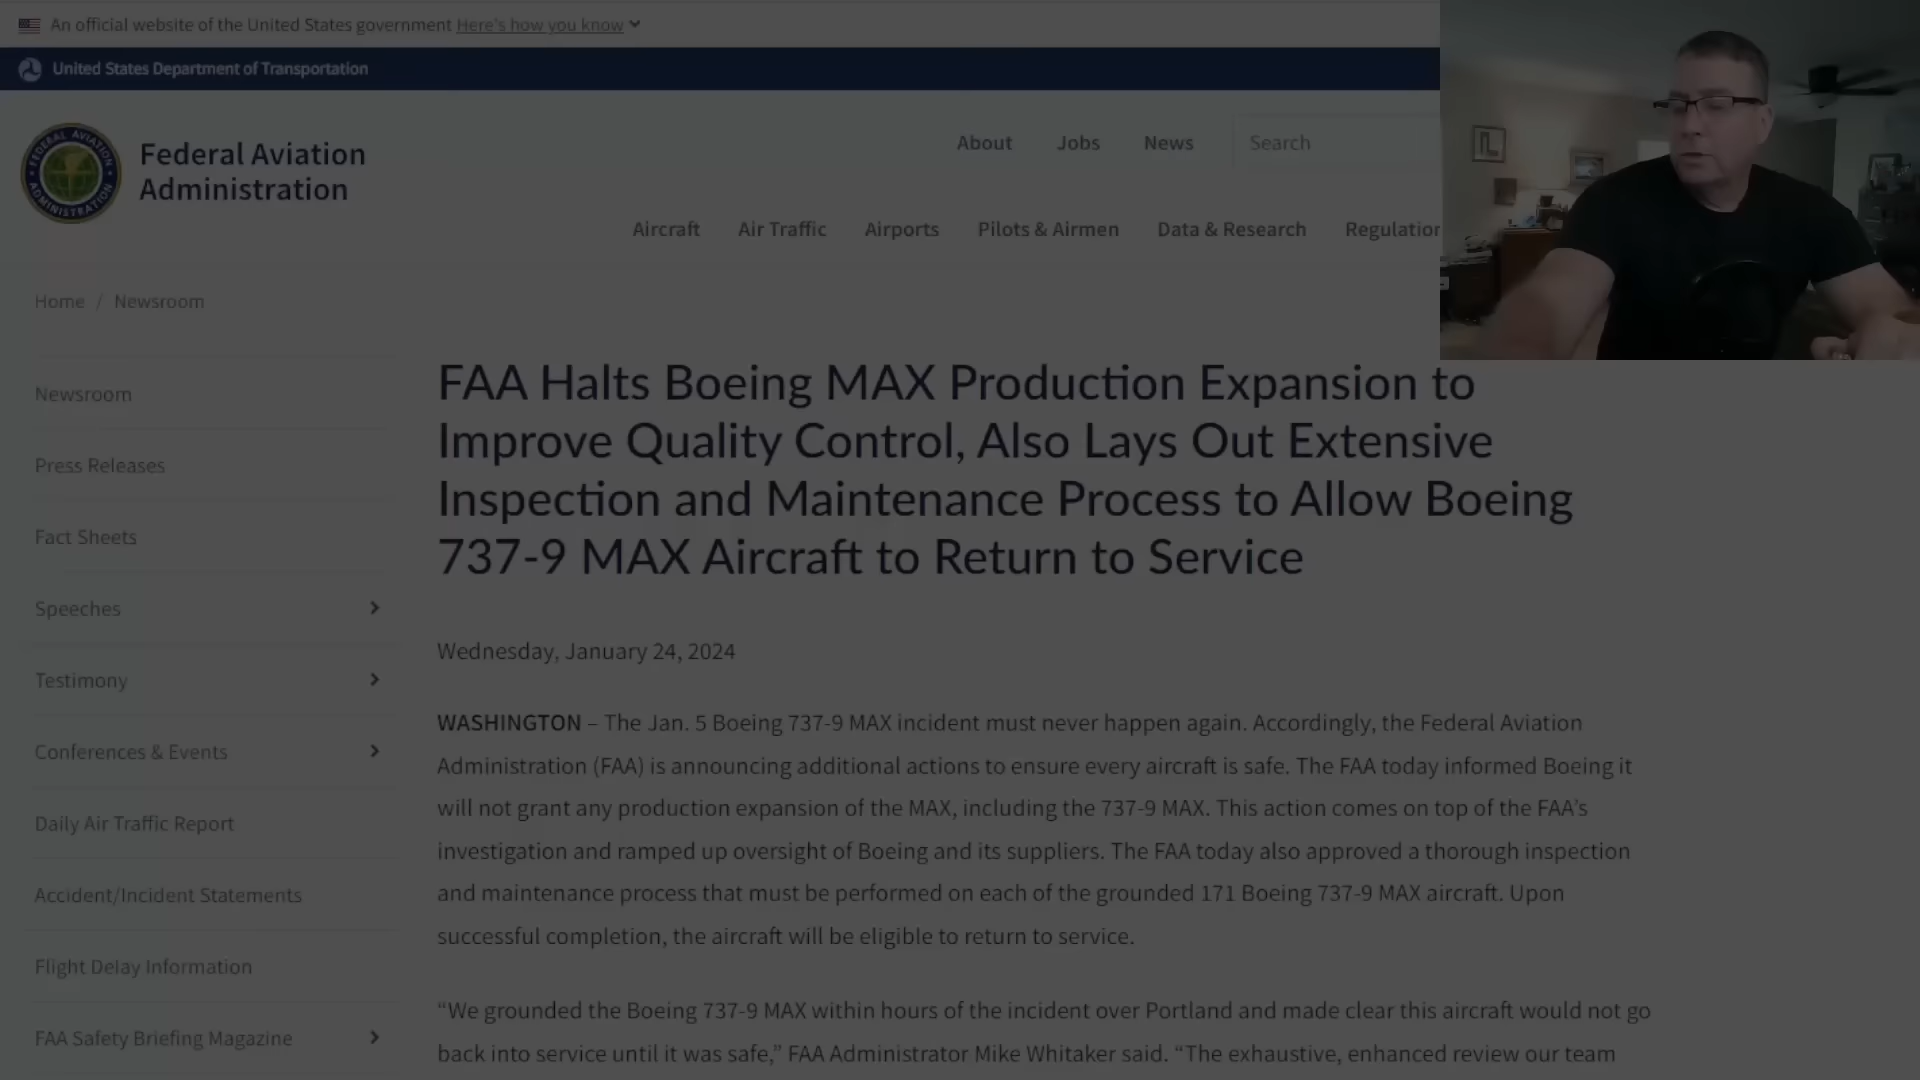 An official website of the United States government Here's how you know
United States Department of Transportation
Federal Aviation
Administration
About Jobs News Search
Aircraft Air Traffic Airports Pilots & Airmen Data & Research
Home / Newsroom
Newsroom
Press Releases
Fact Sheets
Speeches
Testimony
Conferences & Events
Daily Air Traffic Report
Accident/Incident Statements
Flight Delay Information
FAA Safety Briefing Magazine
FAA Halts Boeing MAX Production Expansion to
Improve Quality Control, Also Lays Out Extensive
Inspection and Maintenance Process to Allow Boeing
737-9 MAX Aircraft to Return to Service
Wednesday, January 24, 2024
WASHINGTON – The Jan. 5 Boeing 737-9 MAX incident must never happen again. Accordingly, the Federal Aviation
Administration (FAA) is announcing additional actions to ensure every aircraft is safe. The FAA today informed Boeing it
will not grant any production expansion of the MAX, including the 737-9 MAX. This action comes on top of the FAA’s
investigation and ramped up oversight of Boeing and its suppliers. The FAA today also approved a thorough inspection
and maintenance process that must be performed on each of the grounded 171 Boeing 737-9 MAX aircraft. Upon
successful completion, the aircraft will be eligible to return to service.
“We grounded the Boeing 737-9 MAX within hours of the incident over Portland and made clear this aircraft would not go
back into service until it was safe,” FAA Administrator Mike Whitaker said. “The exhaustive, enhanced review our team